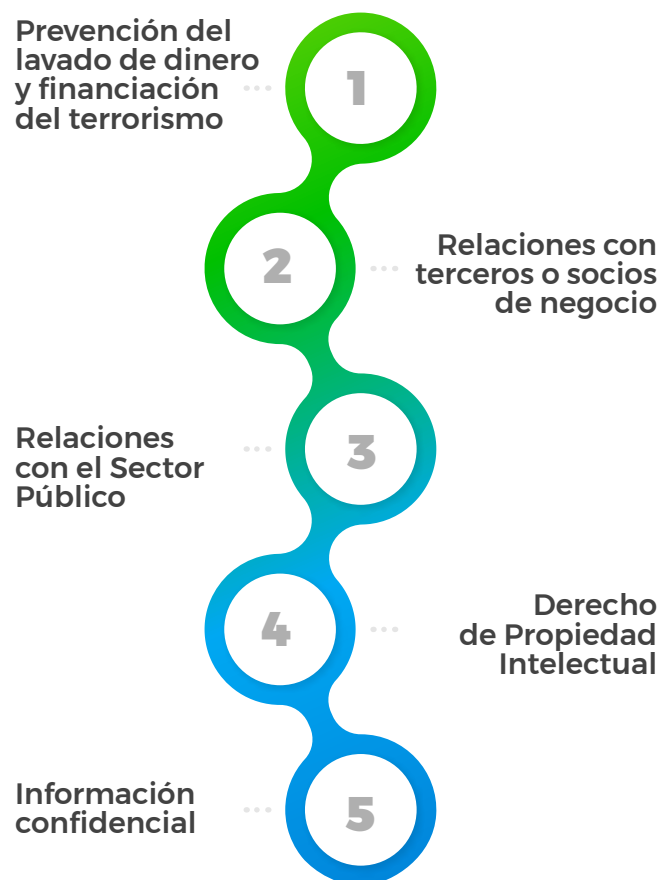 Prevención del
lavado de dinero
y financiación
del terrorismo
1
2
Relaciones con
terceros o socios
de negocio
Relaciones
con el Sector
Público
3
4
Derecho
de Propiedad
Intelectual
Información
confidencial
5